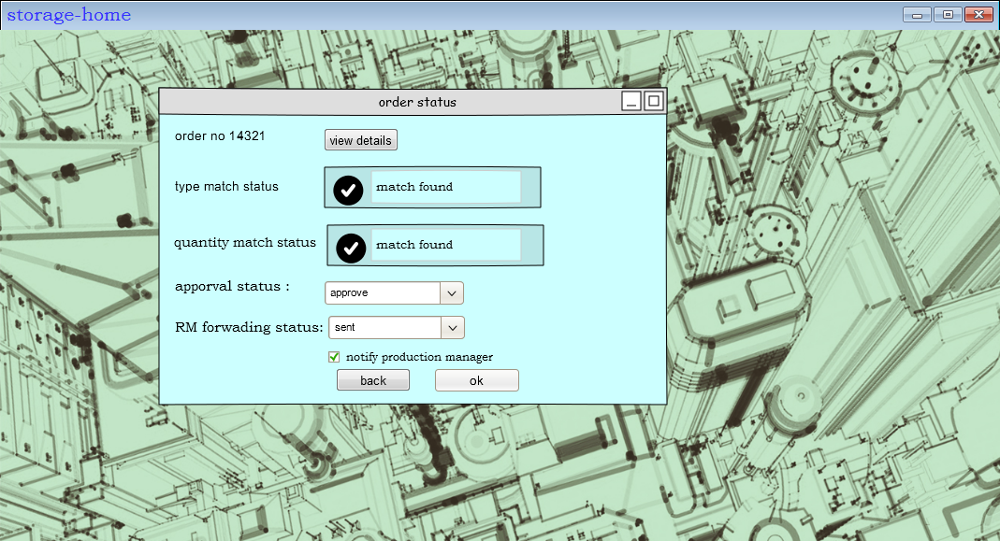 storage-home
order status
order no 14321 view details
type match status match found
quantity match status match found
apporval status : approve
RM forwading status: sent
notify production manager
back ok